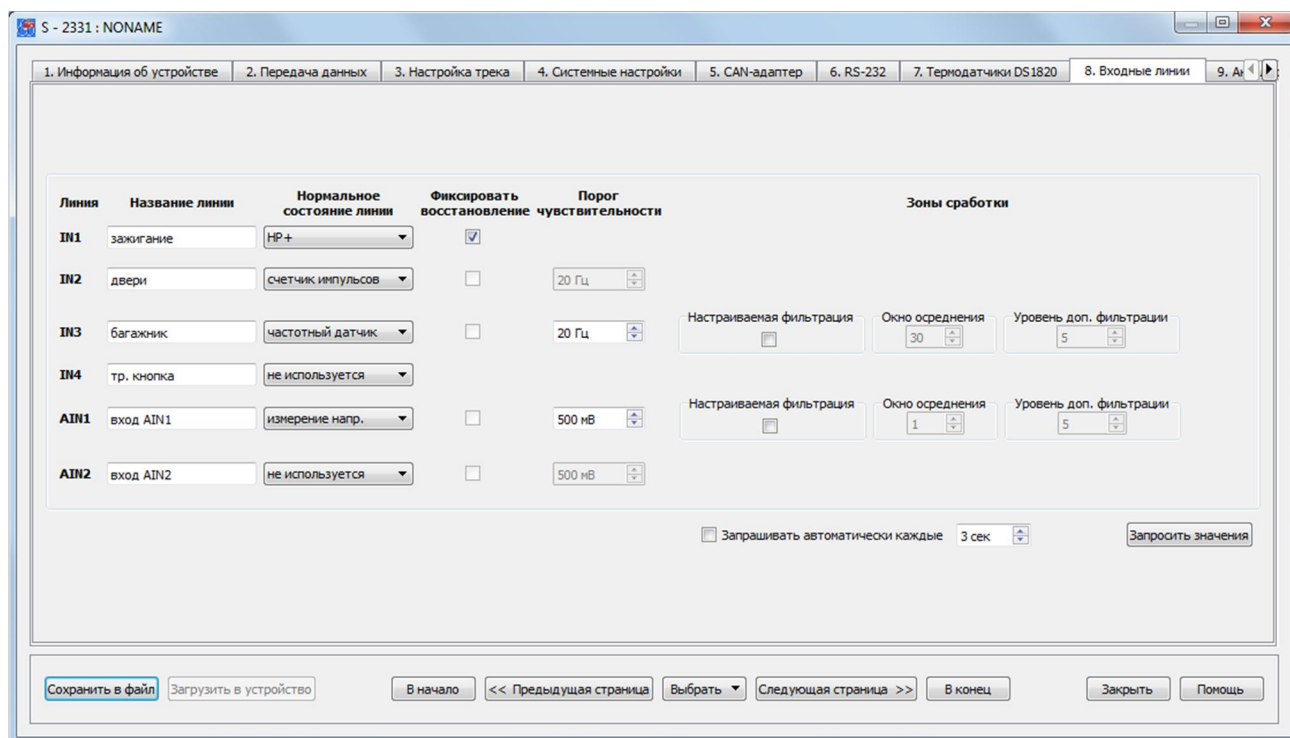 S - 2331 : NONAME
1. Информация об устройстве 2. Передача данных 3. Настройка трека 4. Системные настройки 5. CAN-адаптер 6. RS-232 7. Термодатчики DS1820 8. Входные линии 9.
Линия Название линии Нормальное состояние линии Фиксировать восстановление Порог чувствительности Зоны сработки
IN1 зажигание НР+
IN2 двери счетчик импульсов 20 Гц
Настраиваемая фильтрация Окно осреднения Уровень доп. фильтрации
IN3 багажник частотный датчик 20 Гц 30 5
IN4 тр. кнопка не используется
Настраиваемая фильтрация Окно осреднения Уровень доп. фильтрации
AIN1 вход AIN1 измерение напр. 500 мВ 1 5
AIN2 вход AIN2 не используется 500 мВ
Запрашивать автоматически каждые 3 сек Запросить значения
Сохранить в файл Загрузить в устройство В начало << Предыдущая страница Выбрать Следующая страница >> В конец Закрыть Помощь